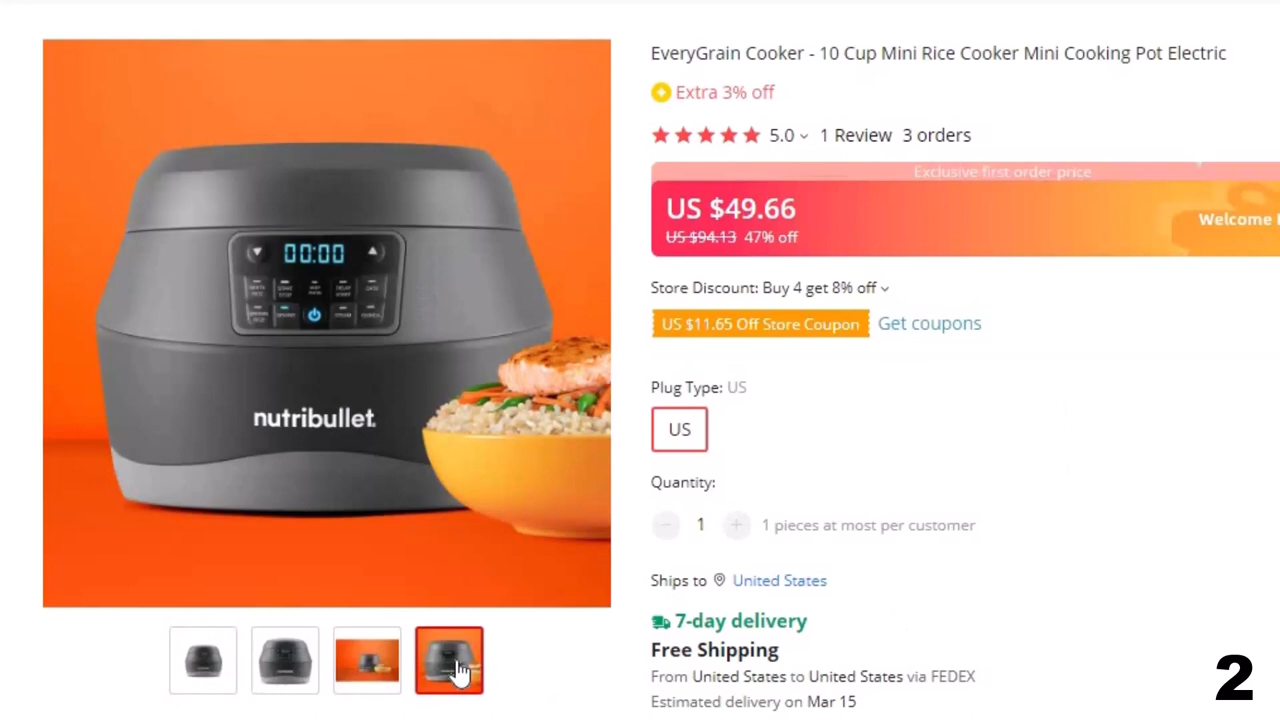 EveryGrain Cooker - 10 Cup Mini Rice Cooker Mini Cooking Pot Electric
Extra 3% off
5.0 1 Review 3 orders
Exclusive first order price
US $49.66
Welcome
US $94.13 47% off
Store Discount: Buy 4 get 8% off
US $11.65 Off Store Coupon Get coupons
Plug Type: US
US
Quantity:
1 1 pieces at most per customer
Ships to United States
7-day delivery
Free Shipping
From United States to United States via FEDEX
Estimated delivery on Mar 15
00:00
nutribullet.
2